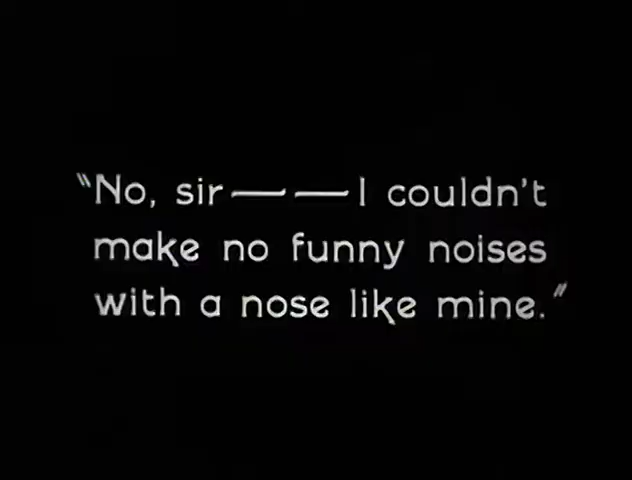 "No, sir — — I couldn't
make no funny noises
with a nose like mine."